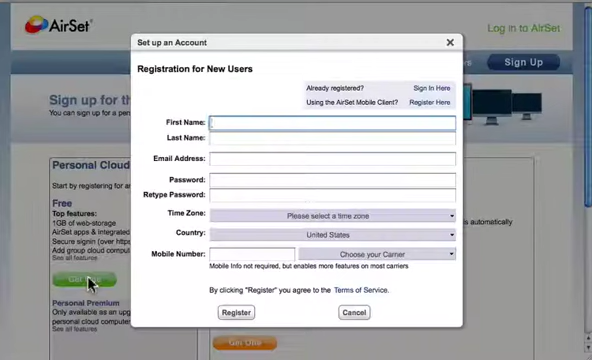 AirSet
Log in to AirSet
Sign Up
Set up an Account
Registration for New Users
Already registered? Sign In Here
Using the AirSet Mobile Client? Register Here
Sign up for th
You can sign up for a pers
First Name:
Last Name:
Email Address:
Password:
Retype Password:
Time Zone: Please select a time zone
Country: United States
Mobile Number: Choose your Carrier
Mobile Info not required, but enables more features on most carriers
By clicking "Register" you agree to the Terms of Service.
Register Cancel
Personal Cloud
Start by registering for an
Free
Top features:
1GB of web-storage
AirSet apps & integrated
Secure signin (over https
Add group cloud comput
See all features
Get One
Personal Premium
Only available as an upg
personal cloud computer
See all features
s automatically
Get One